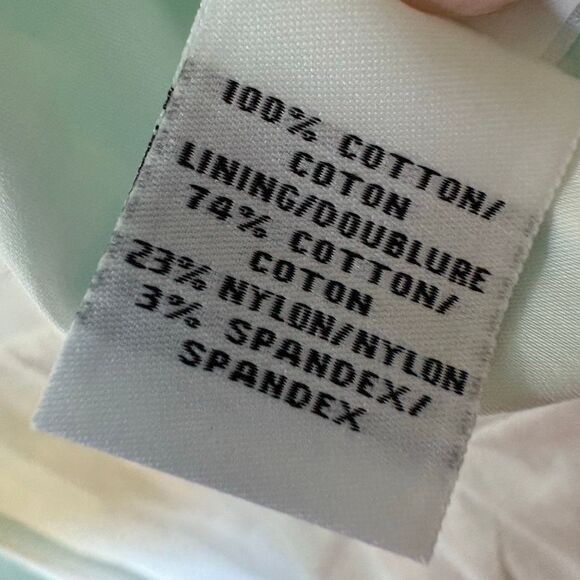 100% COTTON/
COTON
LINING/DOUBLURE
74% COTTON/
COTON
23% NYLON/NYLON
3% SPANDEX/
SPANDEX